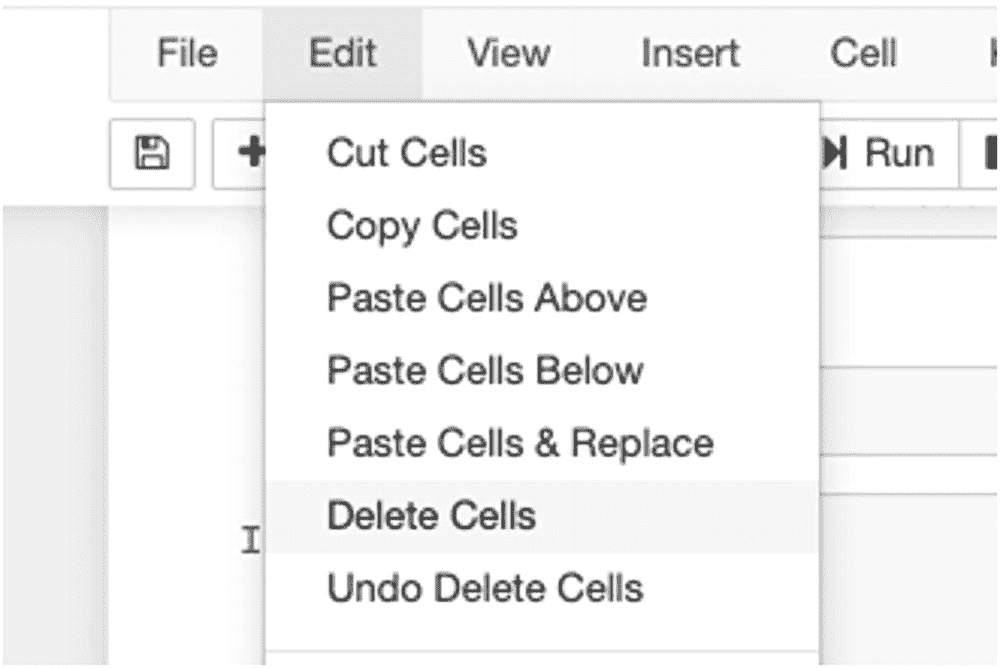 File Edit View Insert Cell
Run
Cut Cells
Copy Cells
Paste Cells Above
Paste Cells Below
Paste Cells & Replace
Delete Cells
Undo Delete Cells